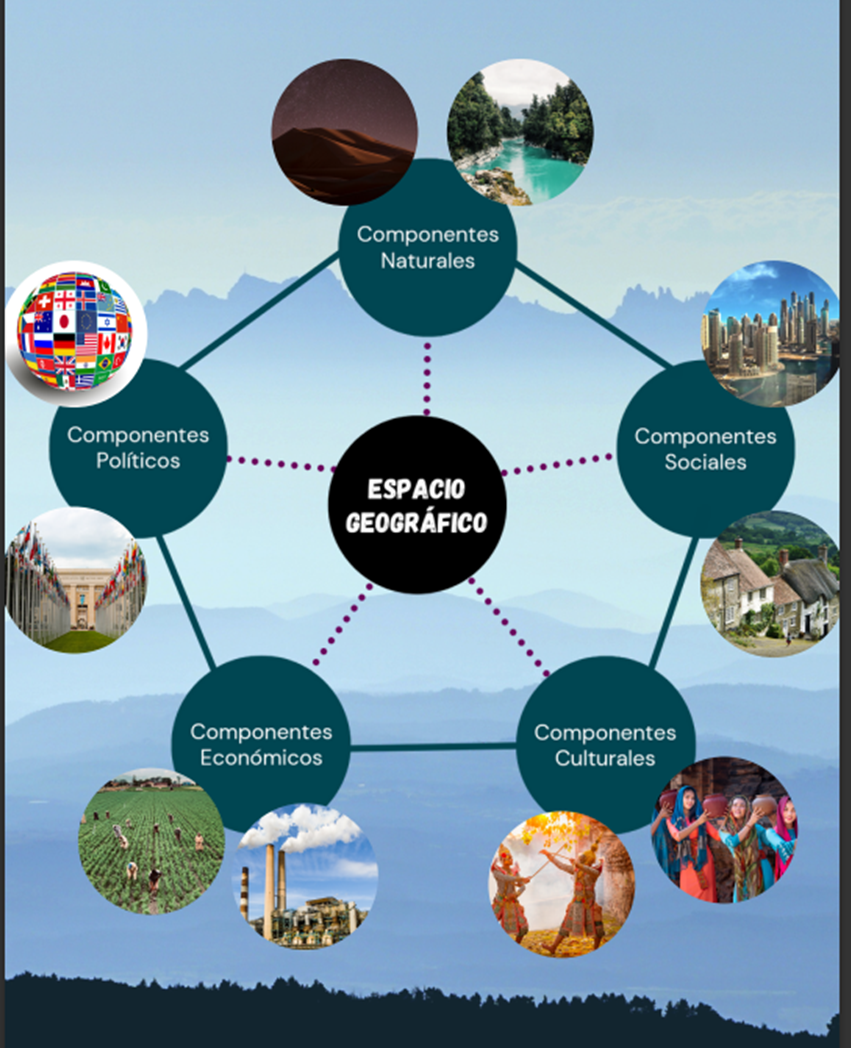 Componentes
Naturales
Componentes
Políticos
Componentes
Sociales
ESPACIO
GEOGRÁFICO
Componentes
Económicos
Componentes
Culturales